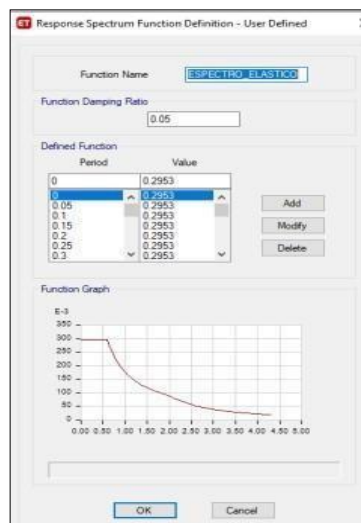 ET Response Spectrum Function Definition - User Defined
Function Name ESPECTRO_ELASTICO
Function Damping Ratio
0.05
Defined Function
Period Value
0 0.2953
0 0.2953
0.05 0.2953
0.1 0.2953
0.15 0.2953
0.2 0.2953
0.25 0.2953
0.3 0.2953
Add
Modify
Delete
Function Graph
E-3
350
300
250
200
150
100
50
0
0.00 0.50 1.00 1.50 2.00 2.50 3.00 3.50 4.00 4.50 5.00
OK Cancel